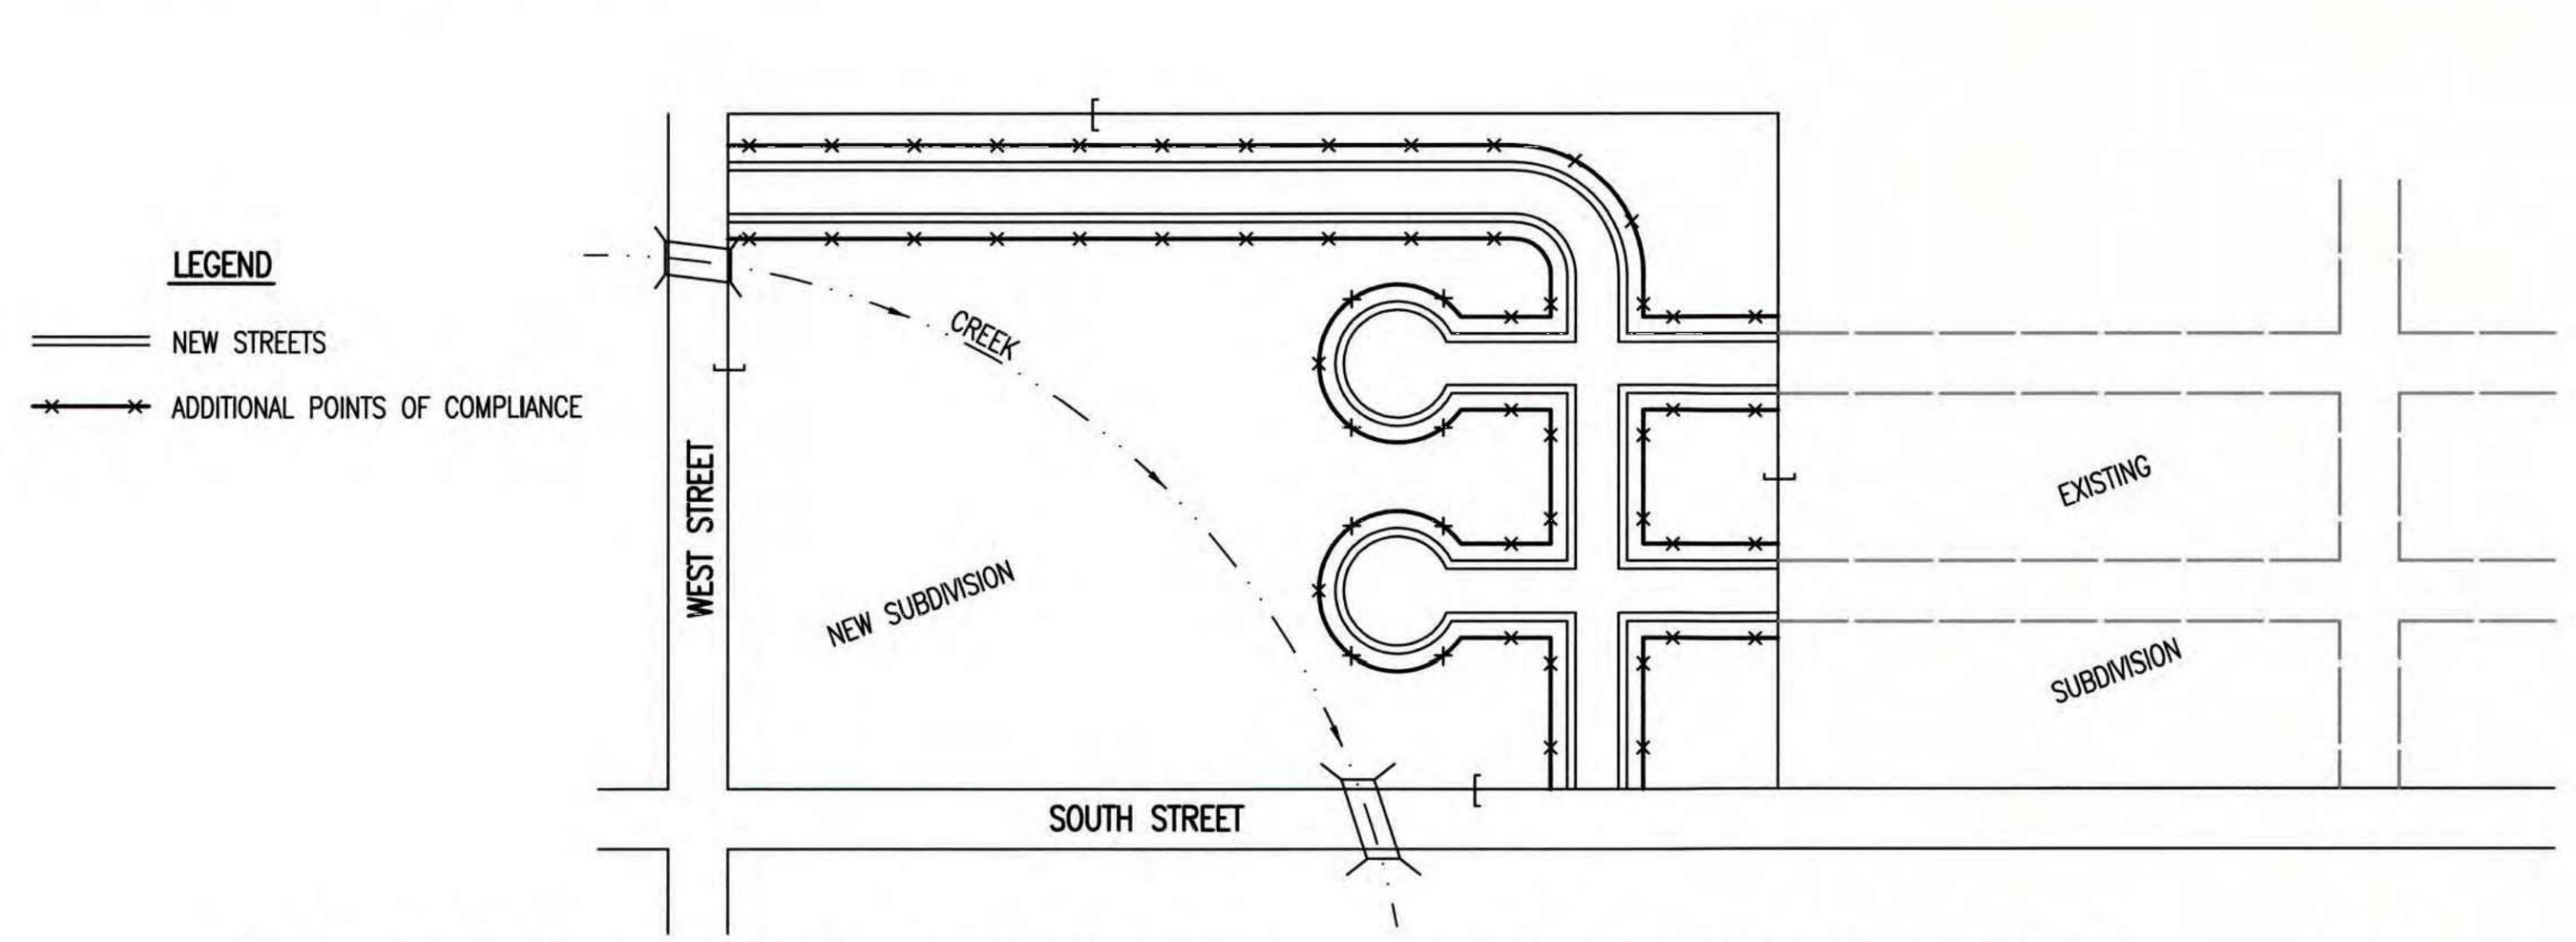 LEGEND
NEW STREETS
ADDITIONAL POINTS OF COMPLIANCE
WEST STREET
CREEK
NEW SUBDIVISION
SOUTH STREET
EXISTING
SUBDIVISION